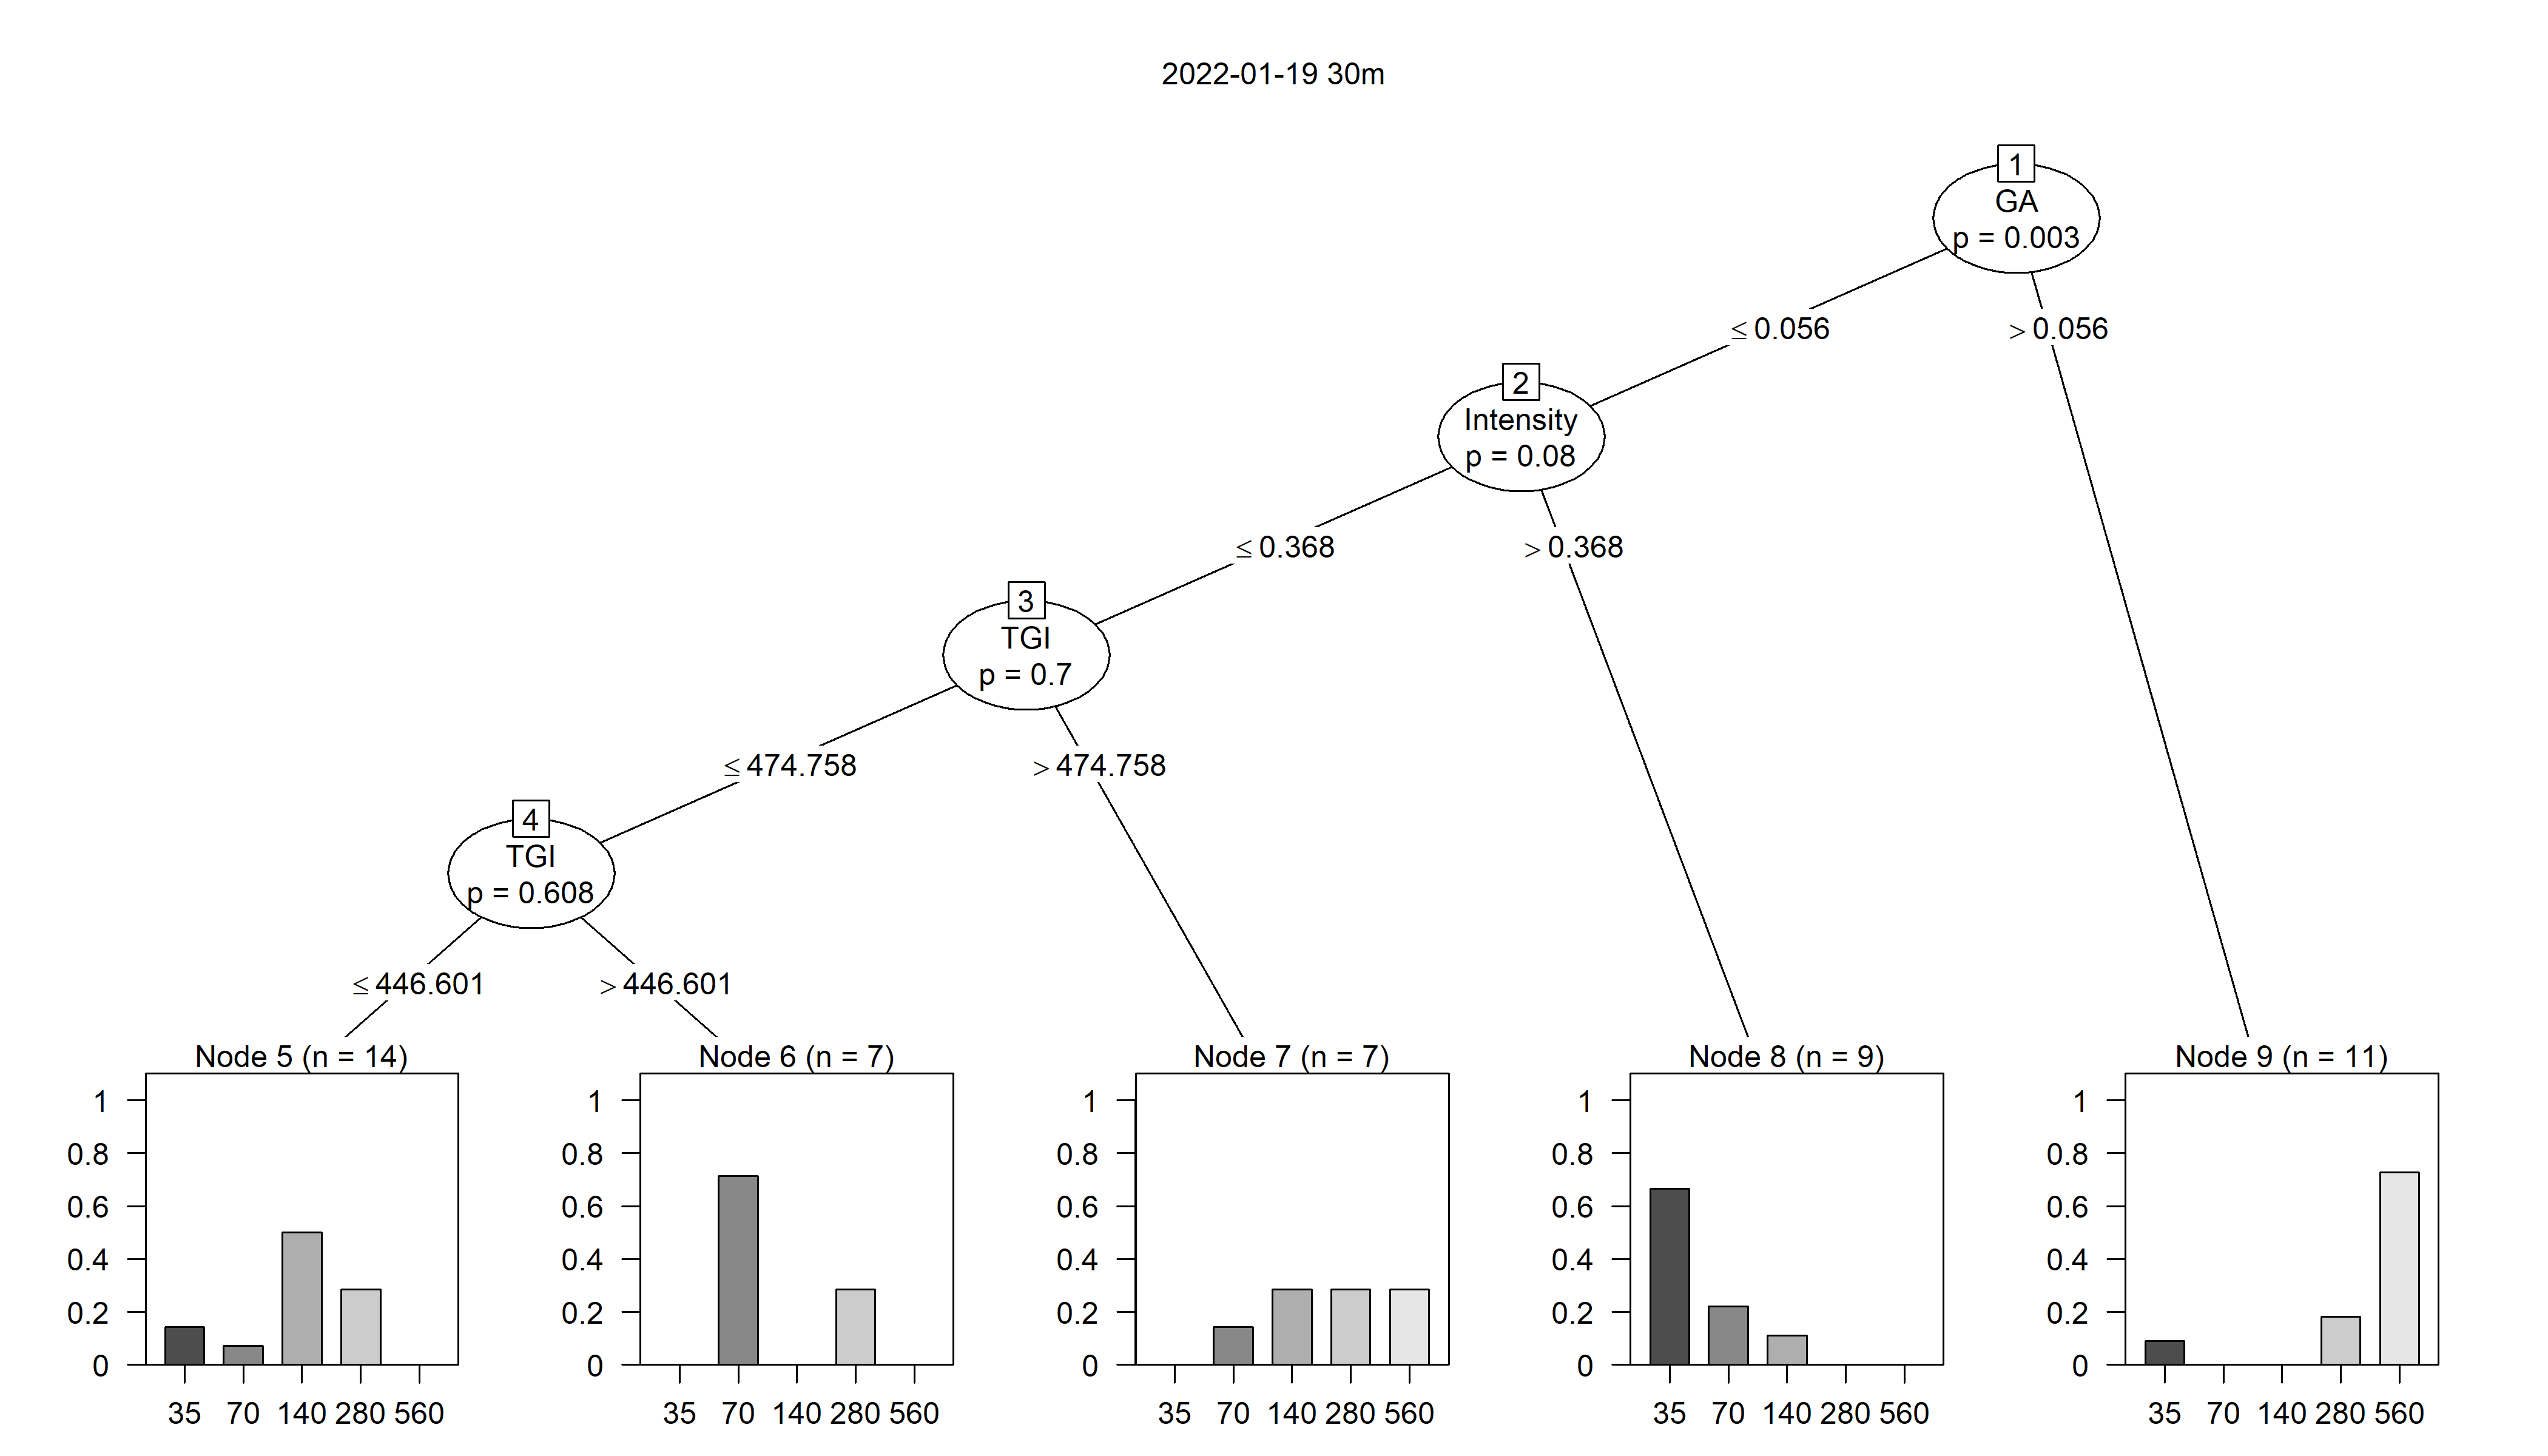 2022-01-19 30m
1
GA
p = 0.003
≤ 0.056
> 0.056
2
Intensity
p = 0.08
≤ 0.368
> 0.368
3
TGI
p = 0.7
≤ 474.758
> 474.758
4
TGI
p = 0.608
≤ 446.601
> 446.601
Node 5 (n = 14)
1
0.8
0.6
0.4
0.2
0
35 70 140 280 560
Node 6 (n = 7)
1
0.8
0.6
0.4
0.2
0
35 70 140 280 560
Node 7 (n = 7)
1
0.8
0.6
0.4
0.2
0
35 70 140 280 560
Node 8 (n = 9)
1
0.8
0.6
0.4
0.2
0
35 70 140 280 560
Node 9 (n = 11)
1
0.8
0.6
0.4
0.2
0
35 70 140 280 560